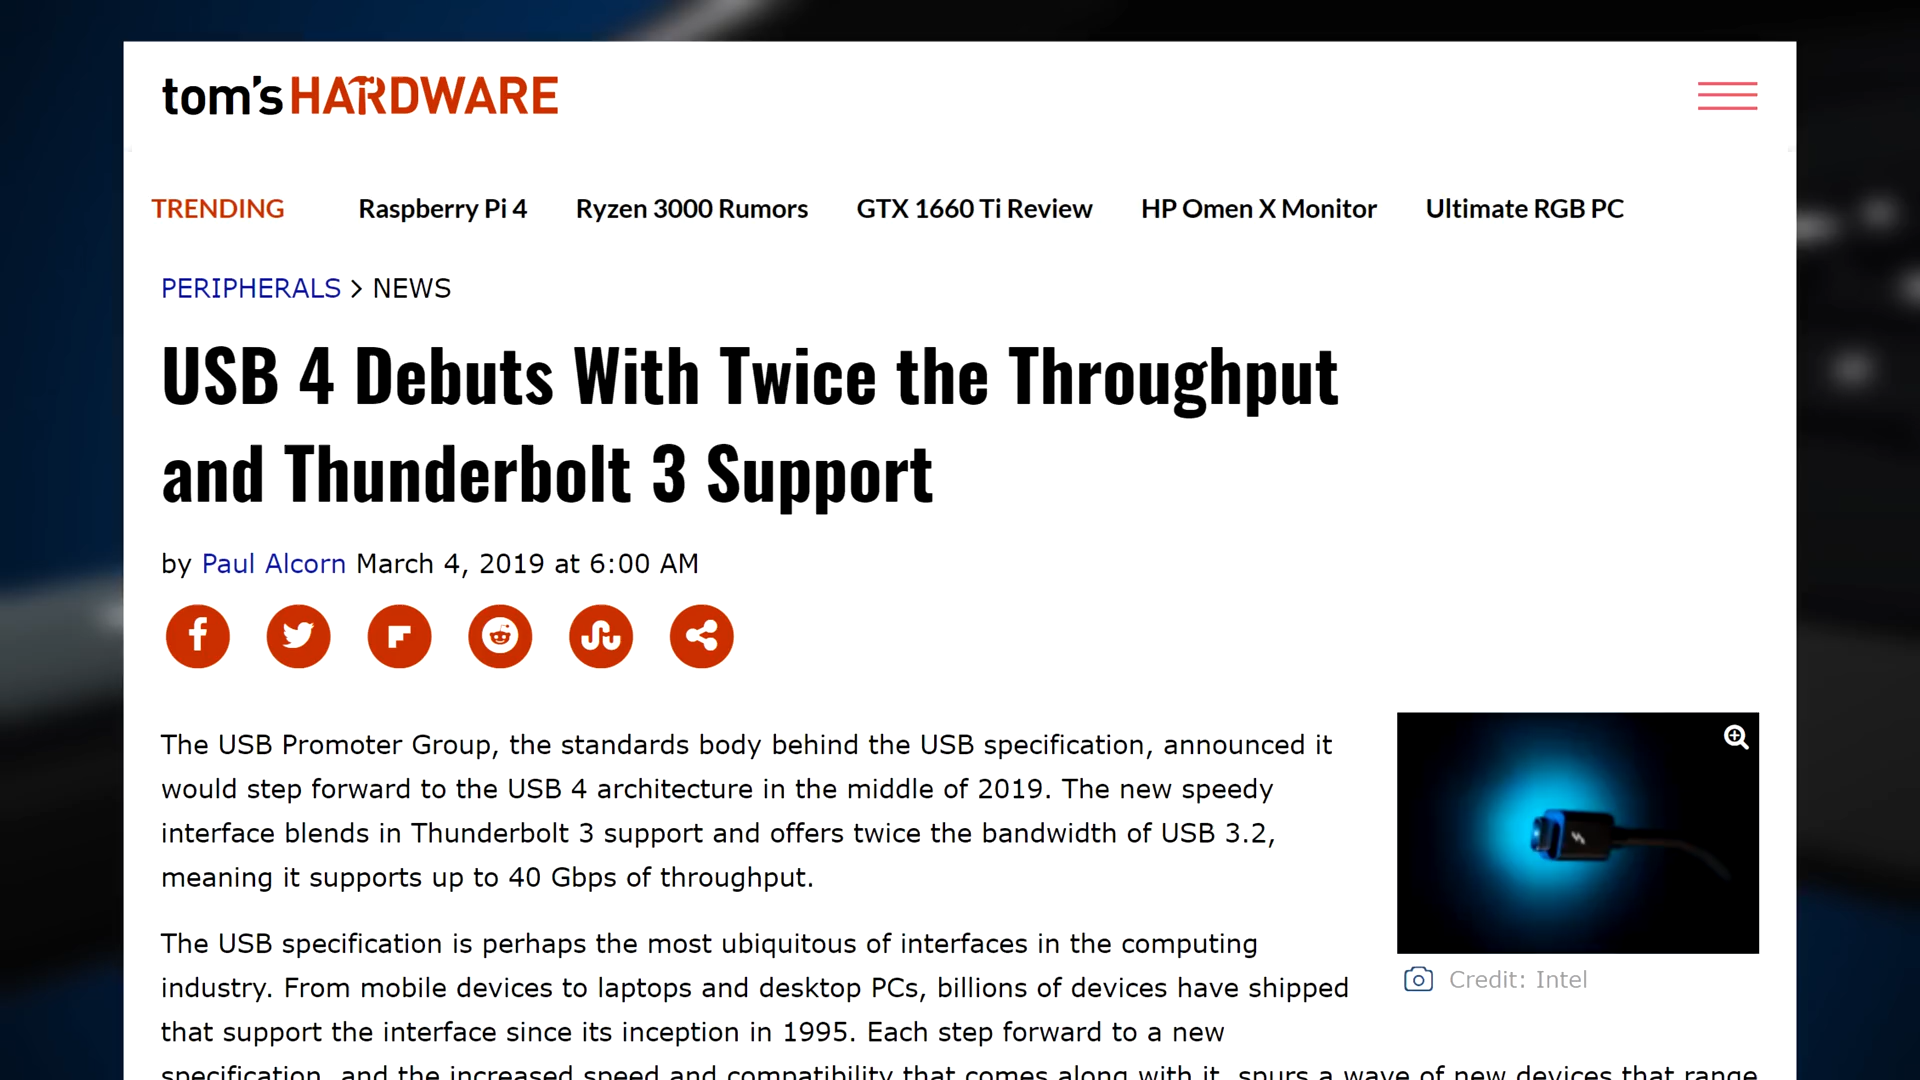 tom's HARDWARE
TRENDING Raspberry Pi 4 Ryzen 3000 Rumors GTX 1660 Ti Review HP Omen X Monitor Ultimate RGB PC
PERIPHERALS > NEWS
USB 4 Debuts With Twice the Throughput
and Thunderbolt 3 Support
by Paul Alcorn March 4, 2019 at 6:00 AM
The USB Promoter Group, the standards body behind the USB specification, announced it
would step forward to the USB 4 architecture in the middle of 2019. The new speedy
interface blends in Thunderbolt 3 support and offers twice the bandwidth of USB 3.2,
meaning it supports up to 40 Gbps of throughput.
Credit: Intel
The USB specification is perhaps the most ubiquitous of interfaces in the computing
industry. From mobile devices to laptops and desktop PCs, billions of devices have shipped
that support the interface since its inception in 1995. Each step forward to a new
specification, and the increased speed and compatibility that comes along with it, spurs a wave of new devices that range